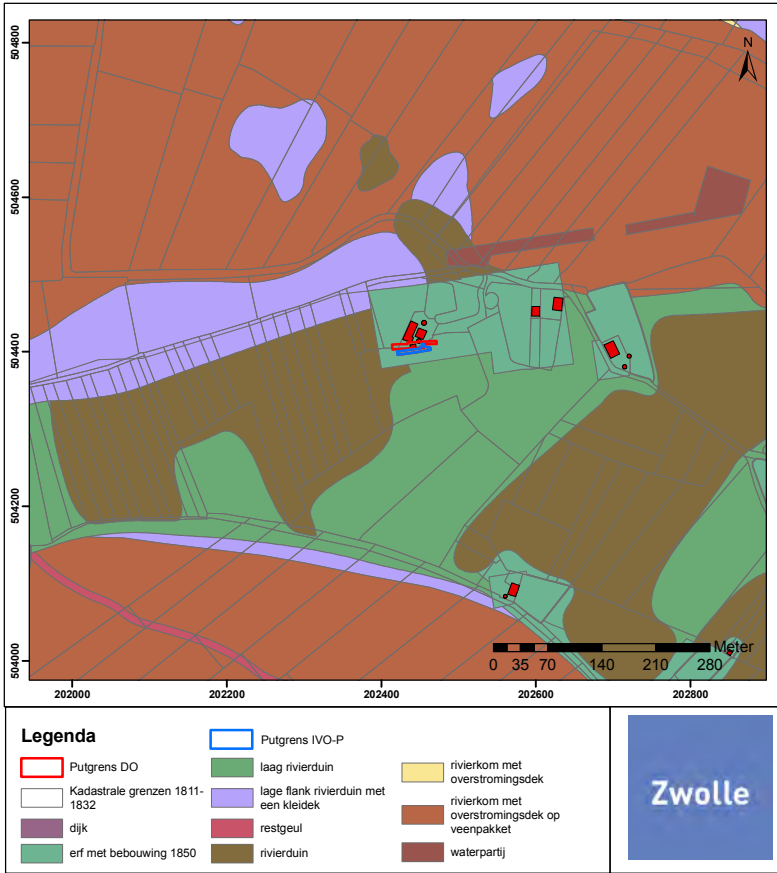 504800
N
504600
504400
504200
504000
Meter
0 35 70 140 210 280
202000 202200 202400 202600 202800
Legenda
Putgrens DO
Kadastrale grenzen 1811-
1832
dijk
erf met bebouwing 1850
Putgrens IVO-P
laag rivierduin
lage flank rivierduin met
een kleidek
restgeul
rivierduin
rivierkom met
overstromingsdek
rivierkom met
overstromingsdek op
veenpakket
waterpartij
Zwolle